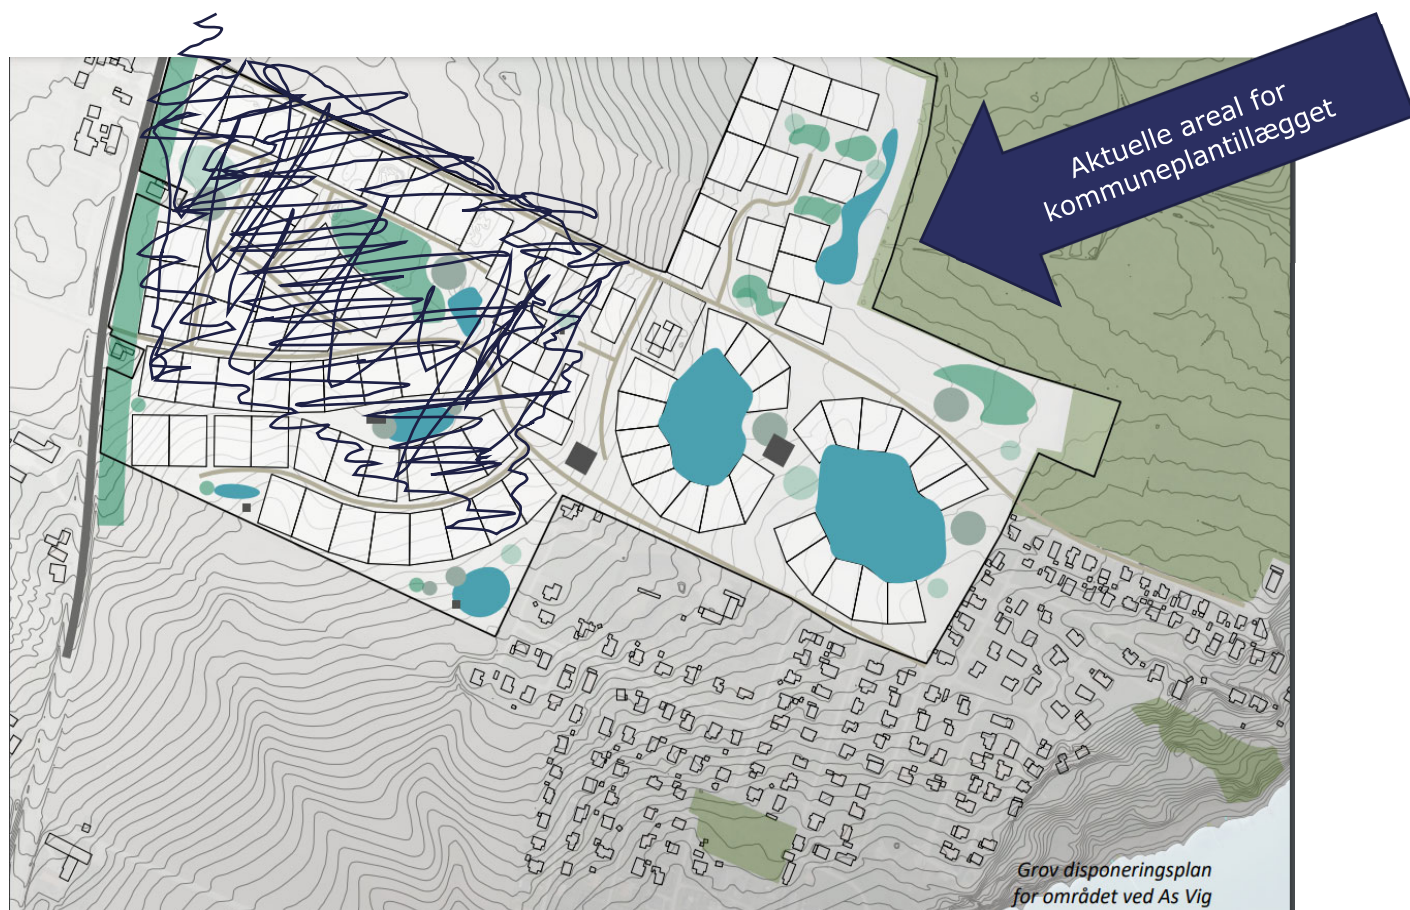 Aktuelle areal for
kommuneplantillægget
Grov disponeringsplan
for området ved As Vig